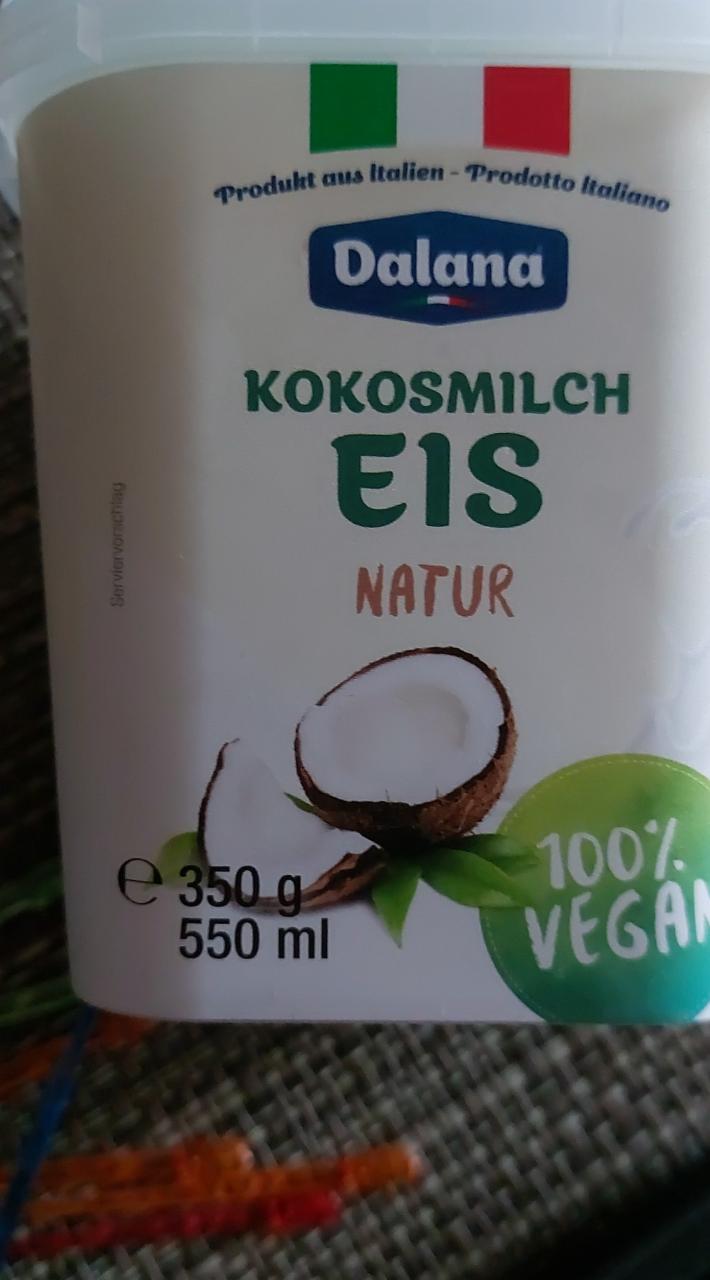 Produkt aus Italien - Prodotto Italiano
Dalana
KOKOSMILCH
EIS
NATUR
Serviervorschlag
100%
VEGAN
℮ 350 g
550 ml